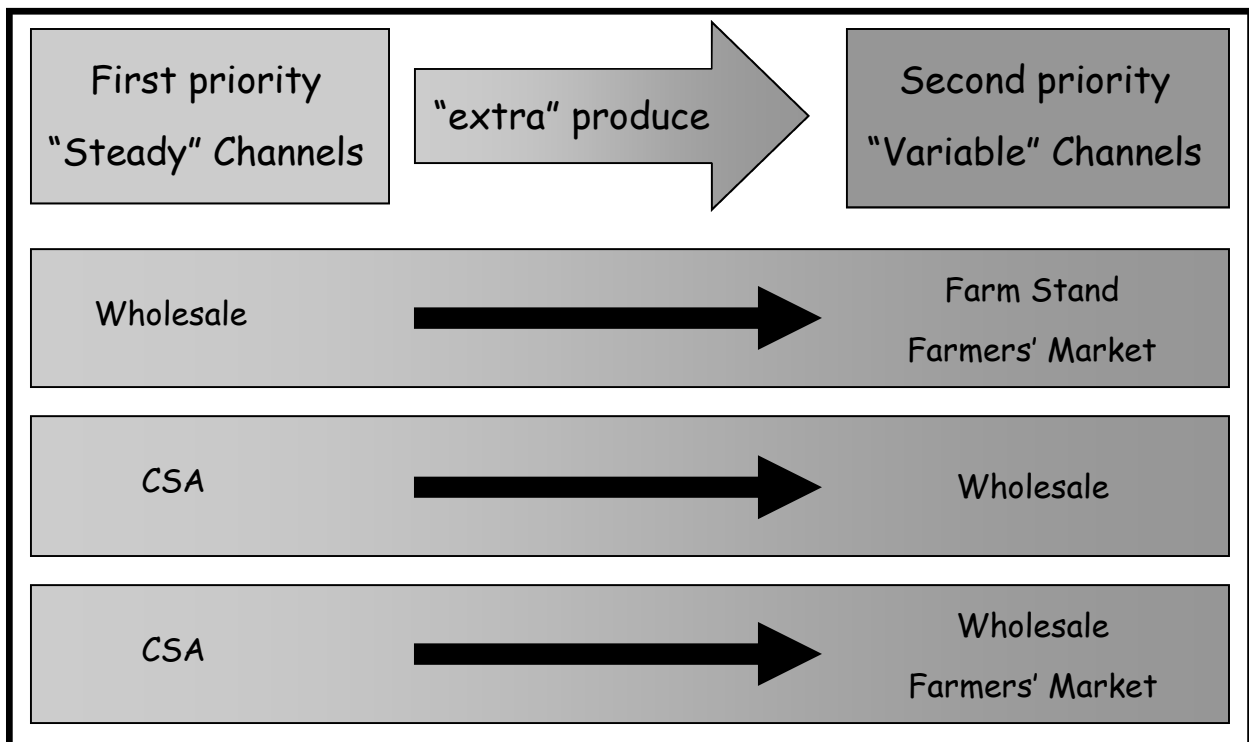 First priority
“Steady” Channels
“extra” produce
Second priority
“Variable” Channels
Wholesale
Farm Stand
Farmers’ Market
CSA
Wholesale
CSA
Wholesale
Farmers’ Market